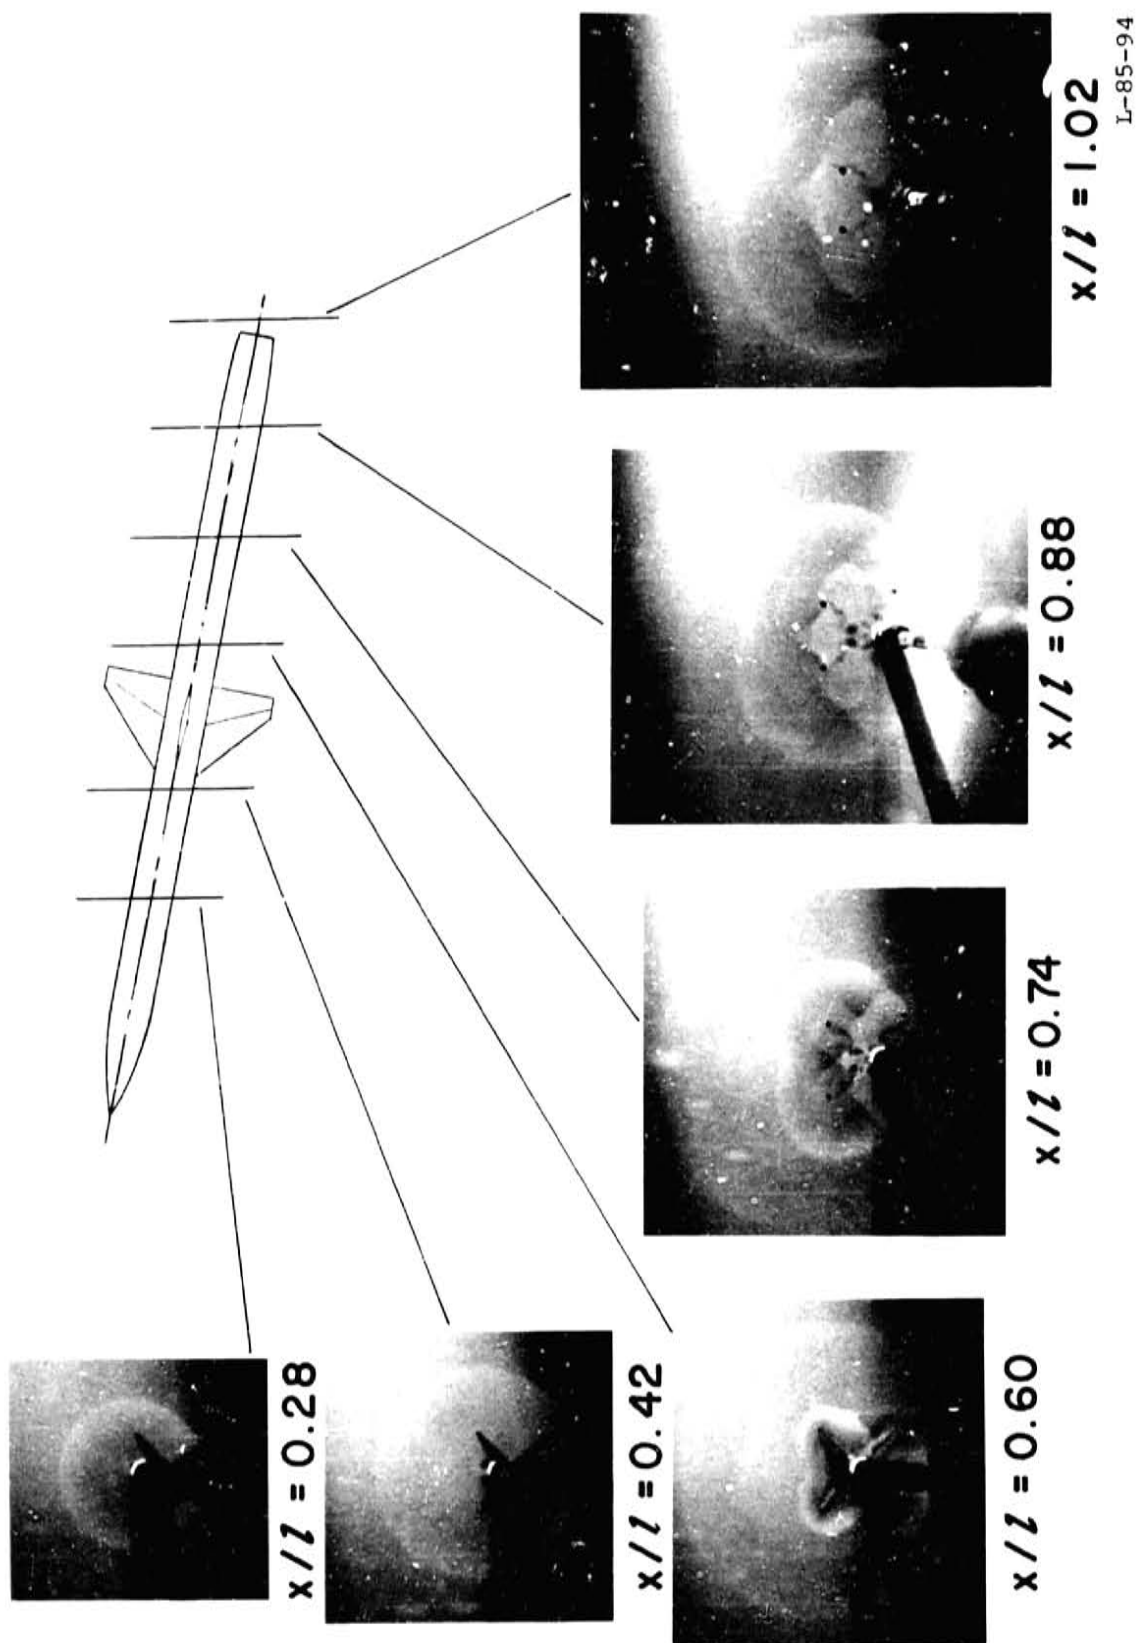 x/l = 0.28
x/l = 0.42
x/l = 0.60
x/l = 0.74
x/l = 0.88
x/l = 1.02
L-85-94